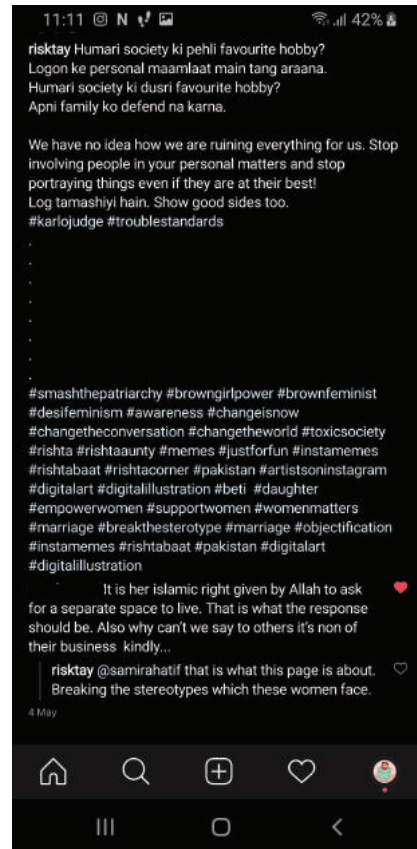 11:11 N 42%
risktay Humari society ki pehli favourite hobby?
Logon ke personal maamlaat main tang araana.
Humari society ki dusri favourite hobby?
Apni family ko defend na karna.
We have no idea how we are ruining everything for us. Stop
involving people in your personal matters and stop
portraying things even if they are at their best!
Log tamashiyi hain. Show good sides too.
#karlojudge #troublestandards
.
.
.
.
.
.
.
.
#smashthepatriarchy #browngirlpower #brownfeminist
#desifeminism #awareness #changeisnow
#changetheconversation #changetheworld #toxicsociety
#rishta #rishtaaunty #memes #justforfun #instamemes
#rishtabaat #rishtacorner #pakistan #artistsoninstagram
#digitalart #digitalillustration #beti #daughter
#empowerwomen #supportwomen #womenmatters
#marriage #breakthesterotype #marriage #objectification
#instamemes #rishtabaat #pakistan #digitalart
#digitalillustration
It is her islamic right given by Allah to ask
for a separate space to live. That is what the response
should be. Also why can't we say to others it's non of
their business kindly...
risktay @samirahatif that is what this page is about.
Breaking the stereotypes which these women face.
4 May